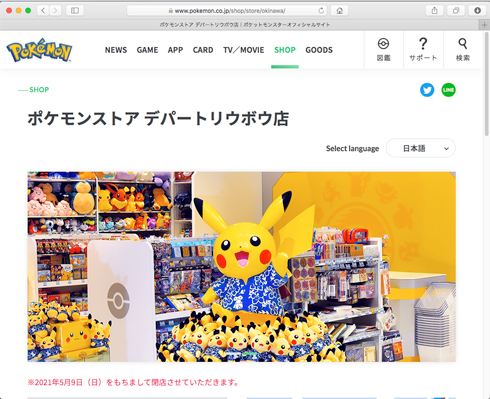 www.pokemon.co.jp/shop/store/okinawa/
ポケモンストア デパートリウボウ店｜ポケットモンスターオフィシャルサイト
POKÉMON
NEWS GAME APP CARD TV／MOVIE SHOP GOODS
図鑑 サポート 検索
SHOP
LINE
ポケモンストア デパートリウボウ店
Select language 日本語
※2021年5月9日（日）をもちまして閉店させていただきます。